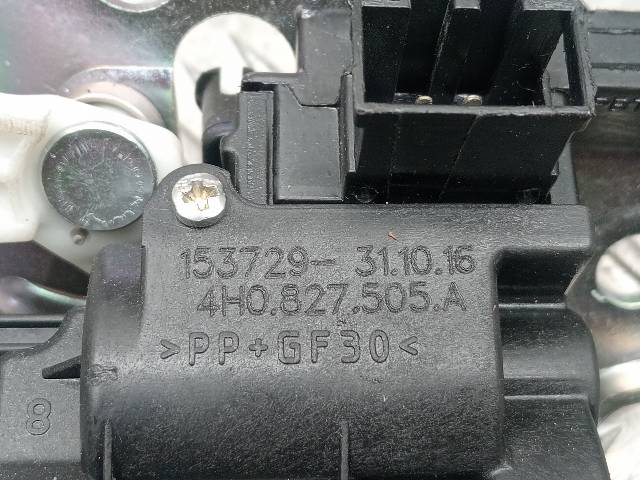 153729- 31.10.16
4H0.827.505.A
>PP+GF30<
8